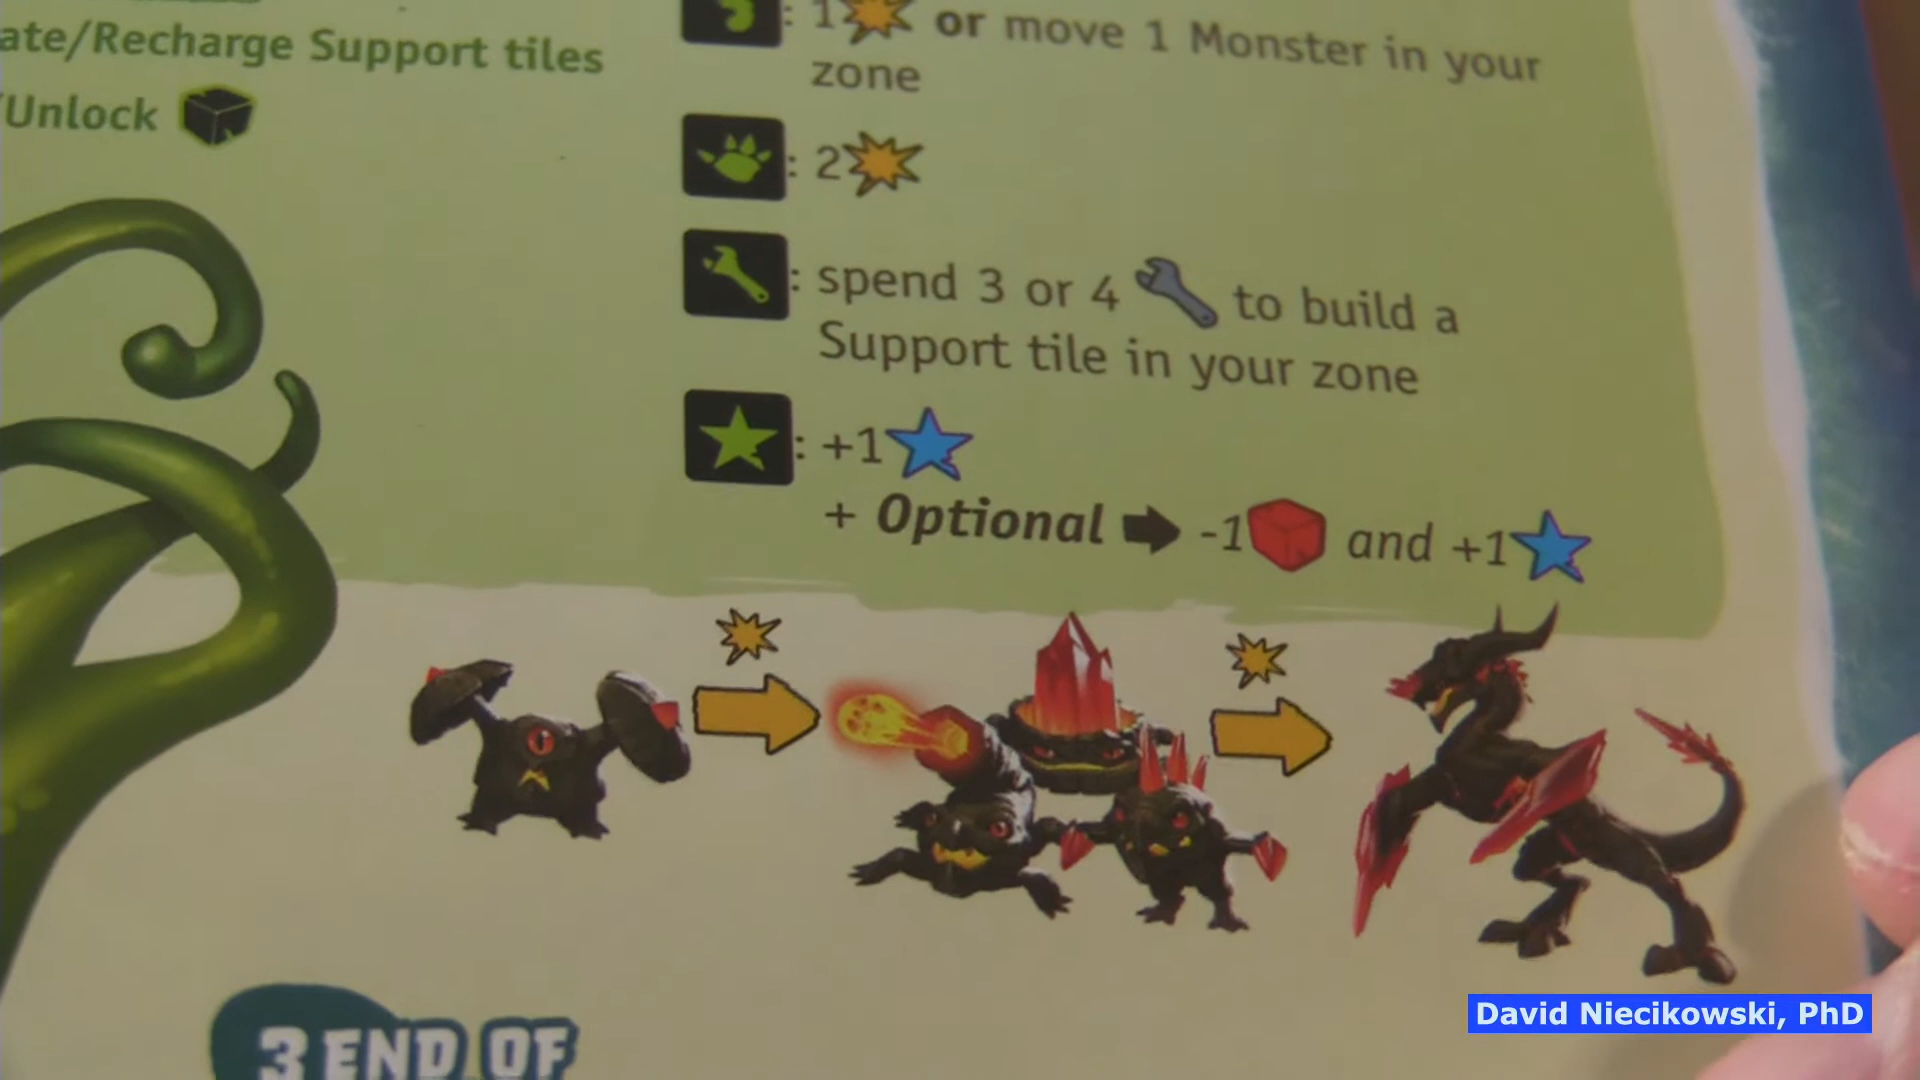 ate/Recharge Support tiles
/Unlock
: 1 or move 1 Monster in your
zone
: 2
: spend 3 or 4 to build a
Support tile in your zone
: +1
+ Optional -1 and +1
3 END OF
David Niecikowski, PhD